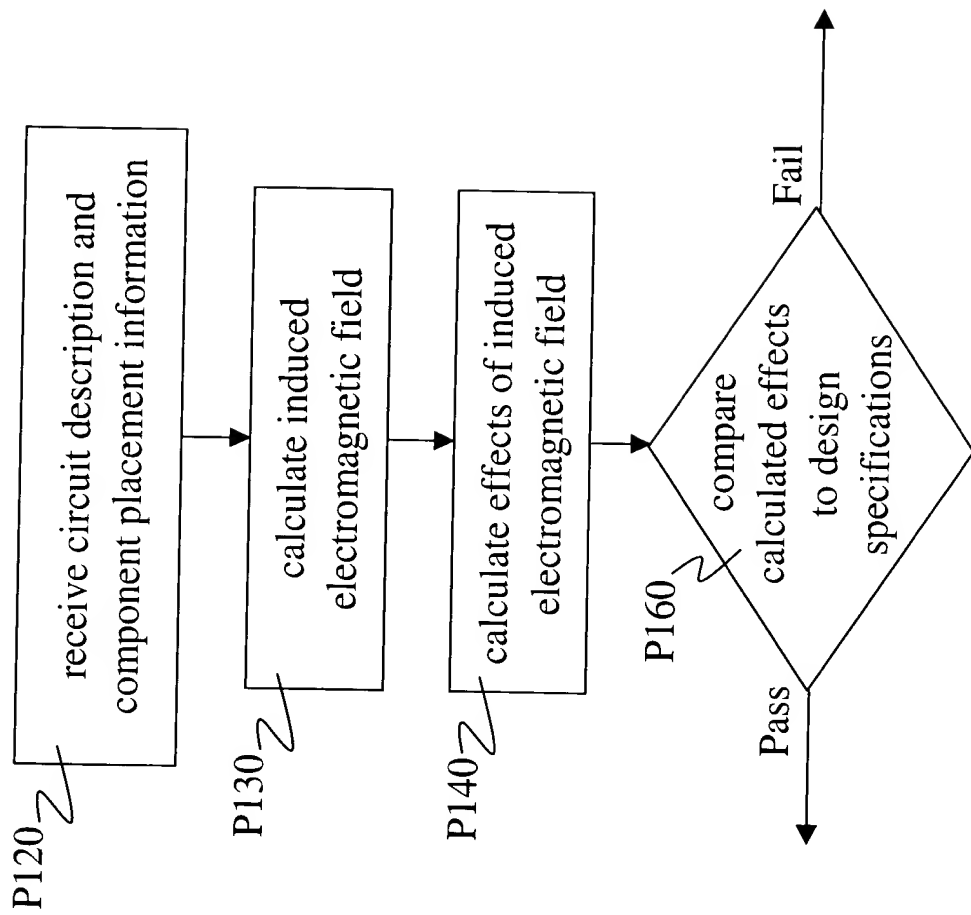 P120
receive circuit description and
component placement information
P130
calculate induced
electromagnetic field
P140
calculate effects of induced
electromagnetic field
P160
compare
calculated effects
to design
specifications
Pass
Fail